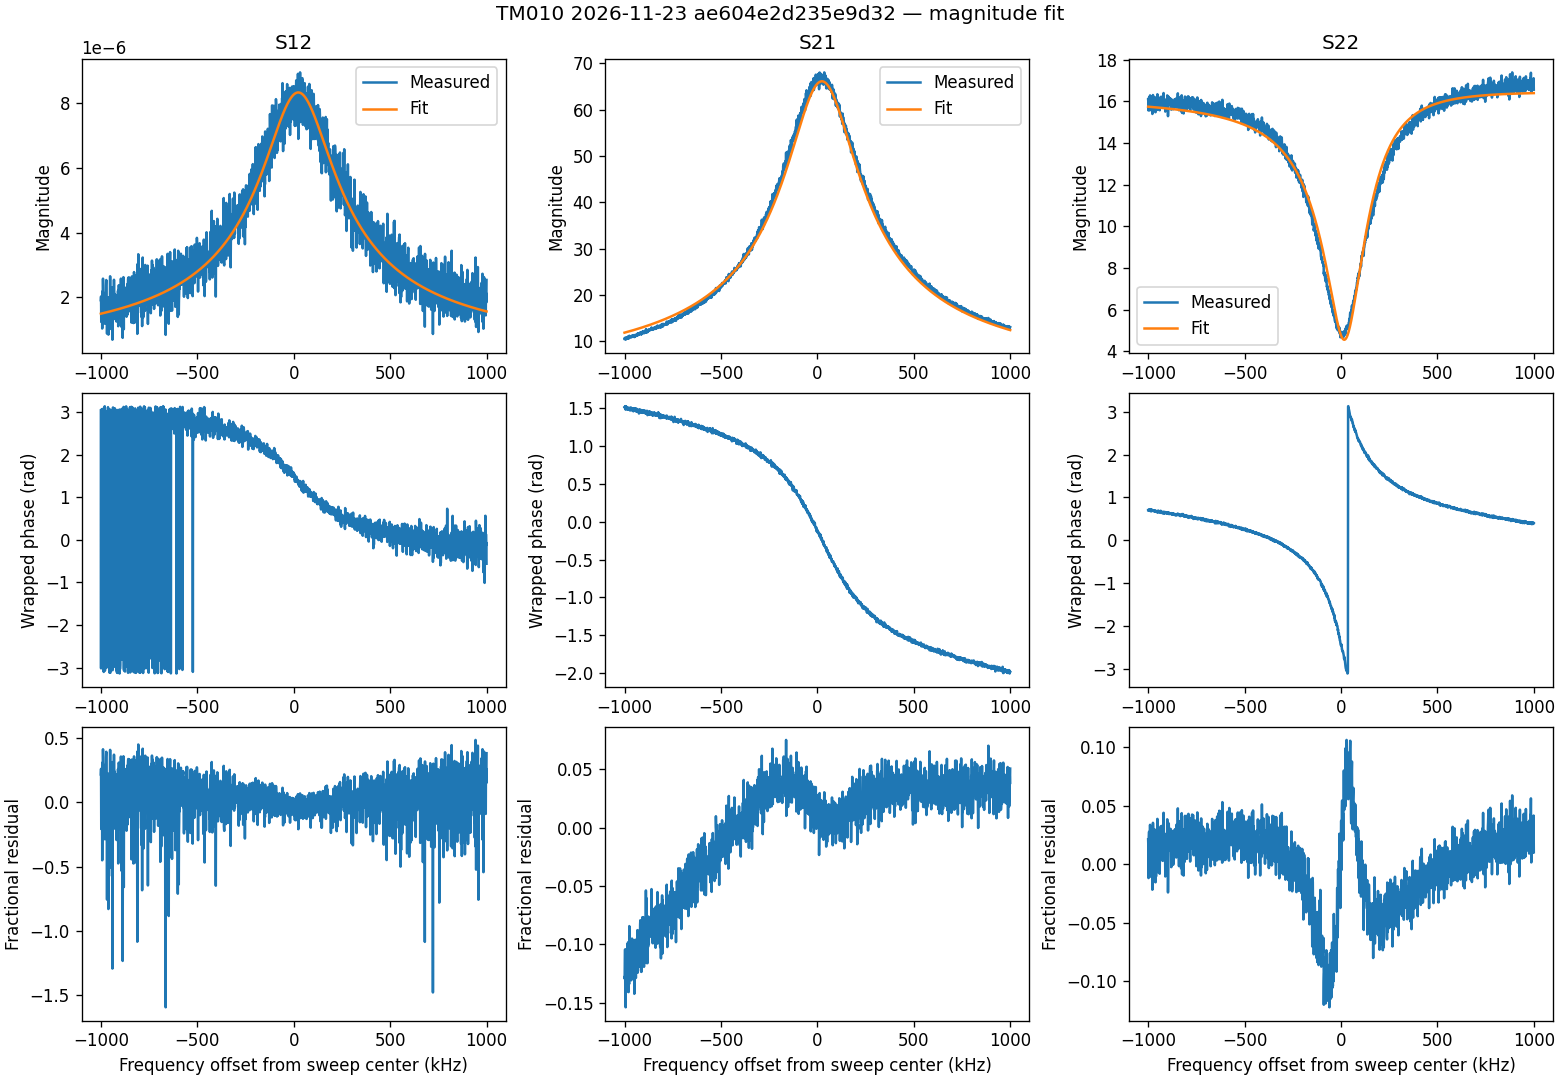 TM010 2026-11-23 ae604e2d235e9d32 — magnitude fit
S12
S21
S22
1e−6
Measured
Fit
Measured
Fit
Measured
Fit
Magnitude
8
6
4
2
−1000 −500 0 500 1000
Magnitude
70
60
50
40
30
20
10
−1000 −500 0 500 1000
Magnitude
18
16
14
12
10
8
6
4
−1000 −500 0 500 1000
Wrapped phase (rad)
3
2
1
0
−1
−2
−3
−1000 −500 0 500 1000
Wrapped phase (rad)
1.5
1.0
0.5
0.0
−0.5
−1.0
−1.5
−2.0
−1000 −500 0 500 1000
Wrapped phase (rad)
3
2
1
0
−1
−2
−3
−1000 −500 0 500 1000
Fractional residual
0.5
0.0
−0.5
−1.0
−1.5
−1000 −500 0 500 1000
Frequency offset from sweep center (kHz)
Fractional residual
0.05
0.00
−0.05
−0.10
−0.15
−1000 −500 0 500 1000
Frequency offset from sweep center (kHz)
Fractional residual
0.10
0.05
0.00
−0.05
−0.10
−1000 −500 0 500 1000
Frequency offset from sweep center (kHz)